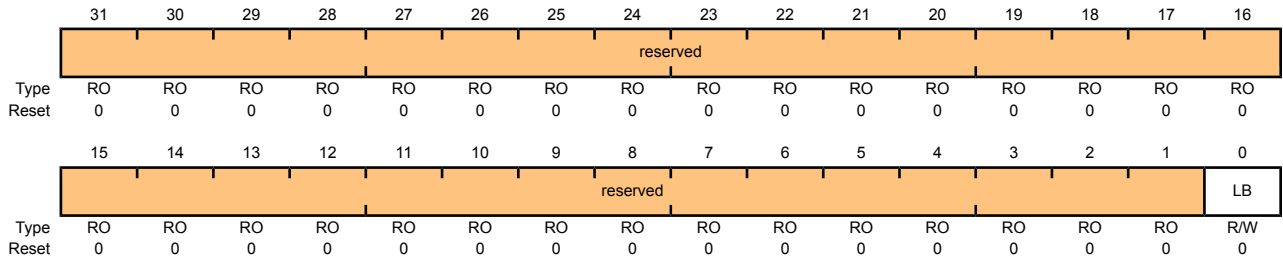 31 30 29 28 27 26 25 24 23 22 21 20 19 18 17 16
reserved
Type RO RO RO RO RO RO RO RO RO RO RO RO RO RO RO RO
Reset 0 0 0 0 0 0 0 0 0 0 0 0 0 0 0 0
15 14 13 12 11 10 9 8 7 6 5 4 3 2 1 0
reserved LB
Type RO RO RO RO RO RO RO RO RO RO RO RO RO RO RO R/W
Reset 0 0 0 0 0 0 0 0 0 0 0 0 0 0 0 0